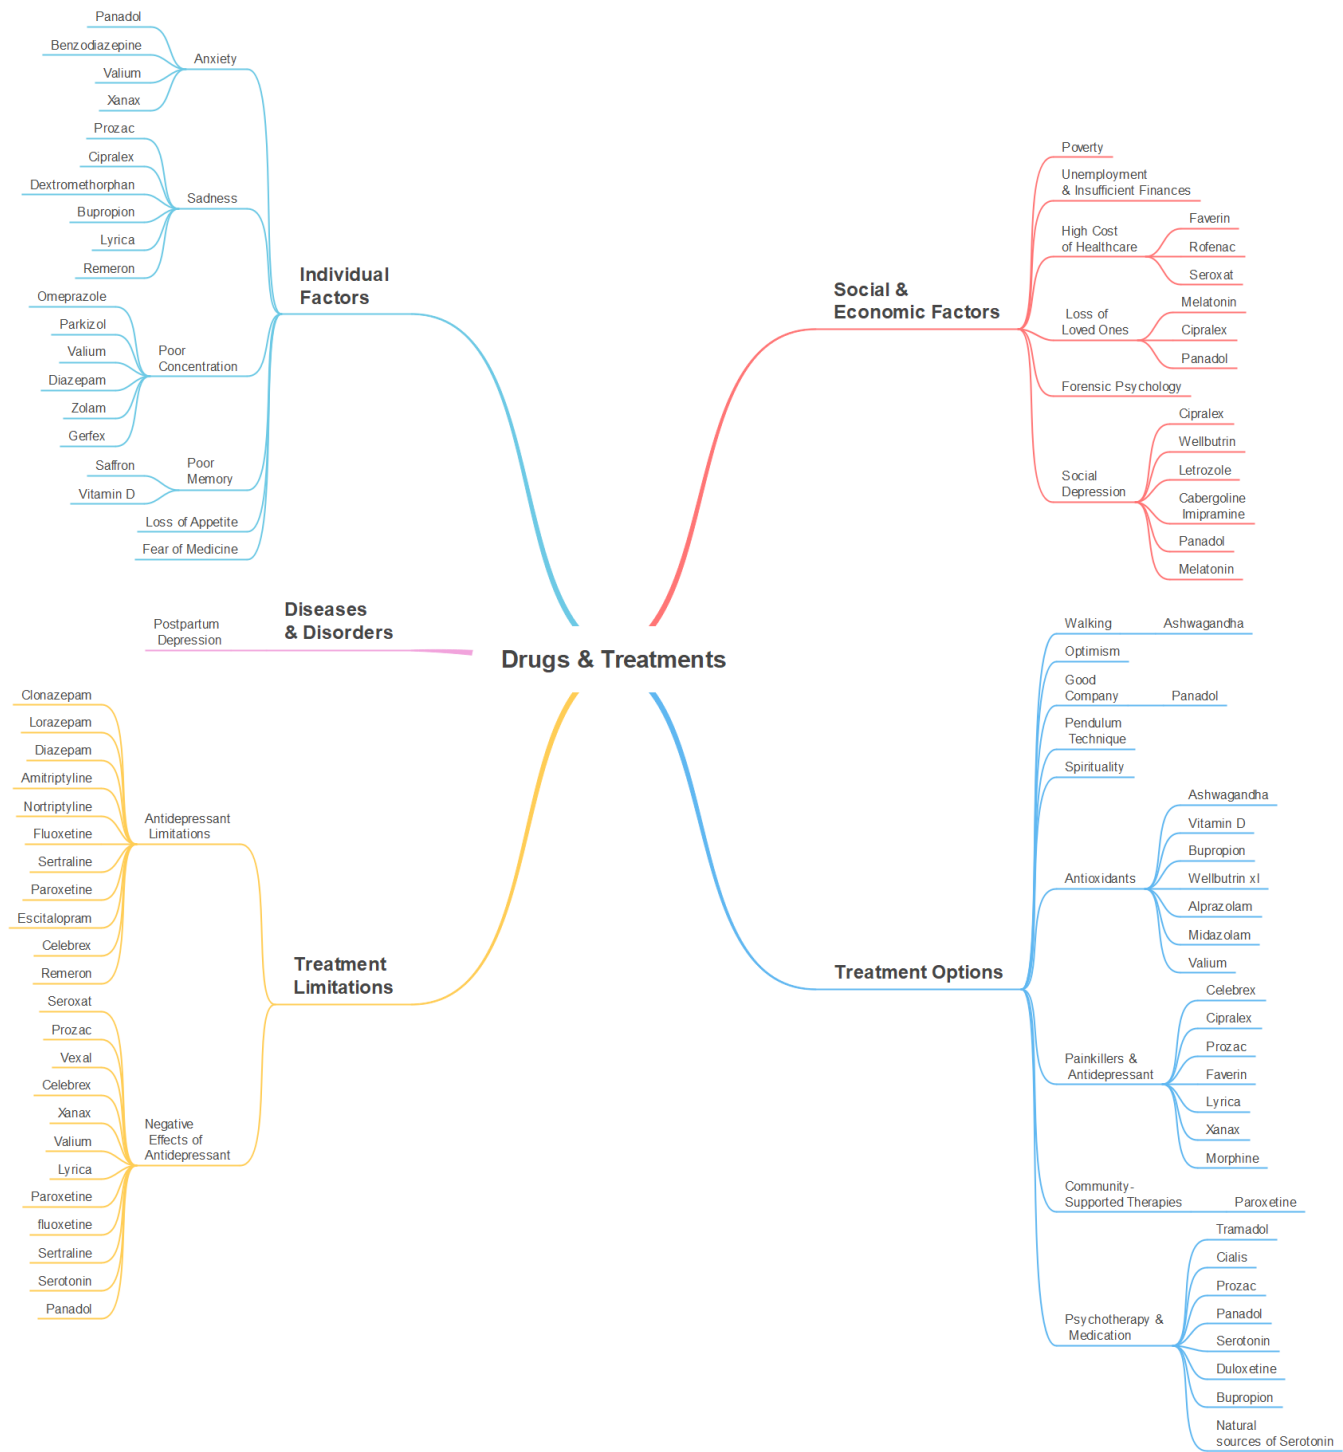 Drugs & Treatments
Individual
Factors
Anxiety
Panadol
Benzodiazepine
Valium
Xanax
Sadness
Prozac
Cipralex
Dextromethorphan
Bupropion
Lyrica
Remeron
Poor
Concentration
Omeprazole
Parkizol
Valium
Diazepam
Zolam
Gerfex
Poor
Memory
Saffron
Vitamin D
Loss of Appetite
Fear of Medicine
Diseases
& Disorders
Postpartum
Depression
Treatment
Limitations
Antidepressant
Limitations
Clonazepam
Lorazepam
Diazepam
Amitriptyline
Nortriptyline
Fluoxetine
Sertraline
Paroxetine
Escitalopram
Celebrex
Remeron
Negative
Effects of
Antidepressant
Seroxat
Prozac
Vexal
Celebrex
Xanax
Valium
Lyrica
Paroxetine
fluoxetine
Sertraline
Serotonin
Panadol
Social &
Economic Factors
Poverty
Unemployment
& Insufficient Finances
High Cost
of Healthcare
Faverin
Rofenac
Seroxat
Loss of
Loved Ones
Melatonin
Cipralex
Panadol
Forensic Psychology
Social
Depression
Cipralex
Wellbutrin
Letrozole
Cabergoline
Imipramine
Panadol
Melatonin
Treatment Options
Walking
Ashwagandha
Optimism
Good
Company
Panadol
Pendulum
Technique
Spirituality
Antioxidants
Ashwagandha
Vitamin D
Bupropion
Wellbutrin xl
Alprazolam
Midazolam
Valium
Painkillers &
Antidepressant
Celebrex
Cipralex
Prozac
Faverin
Lyrica
Xanax
Morphine
Community-
Supported Therapies
Paroxetine
Psychotherapy &
Medication
Tramadol
Cialis
Prozac
Panadol
Serotonin
Duloxetine
Bupropion
Natural
sources of Serotonin